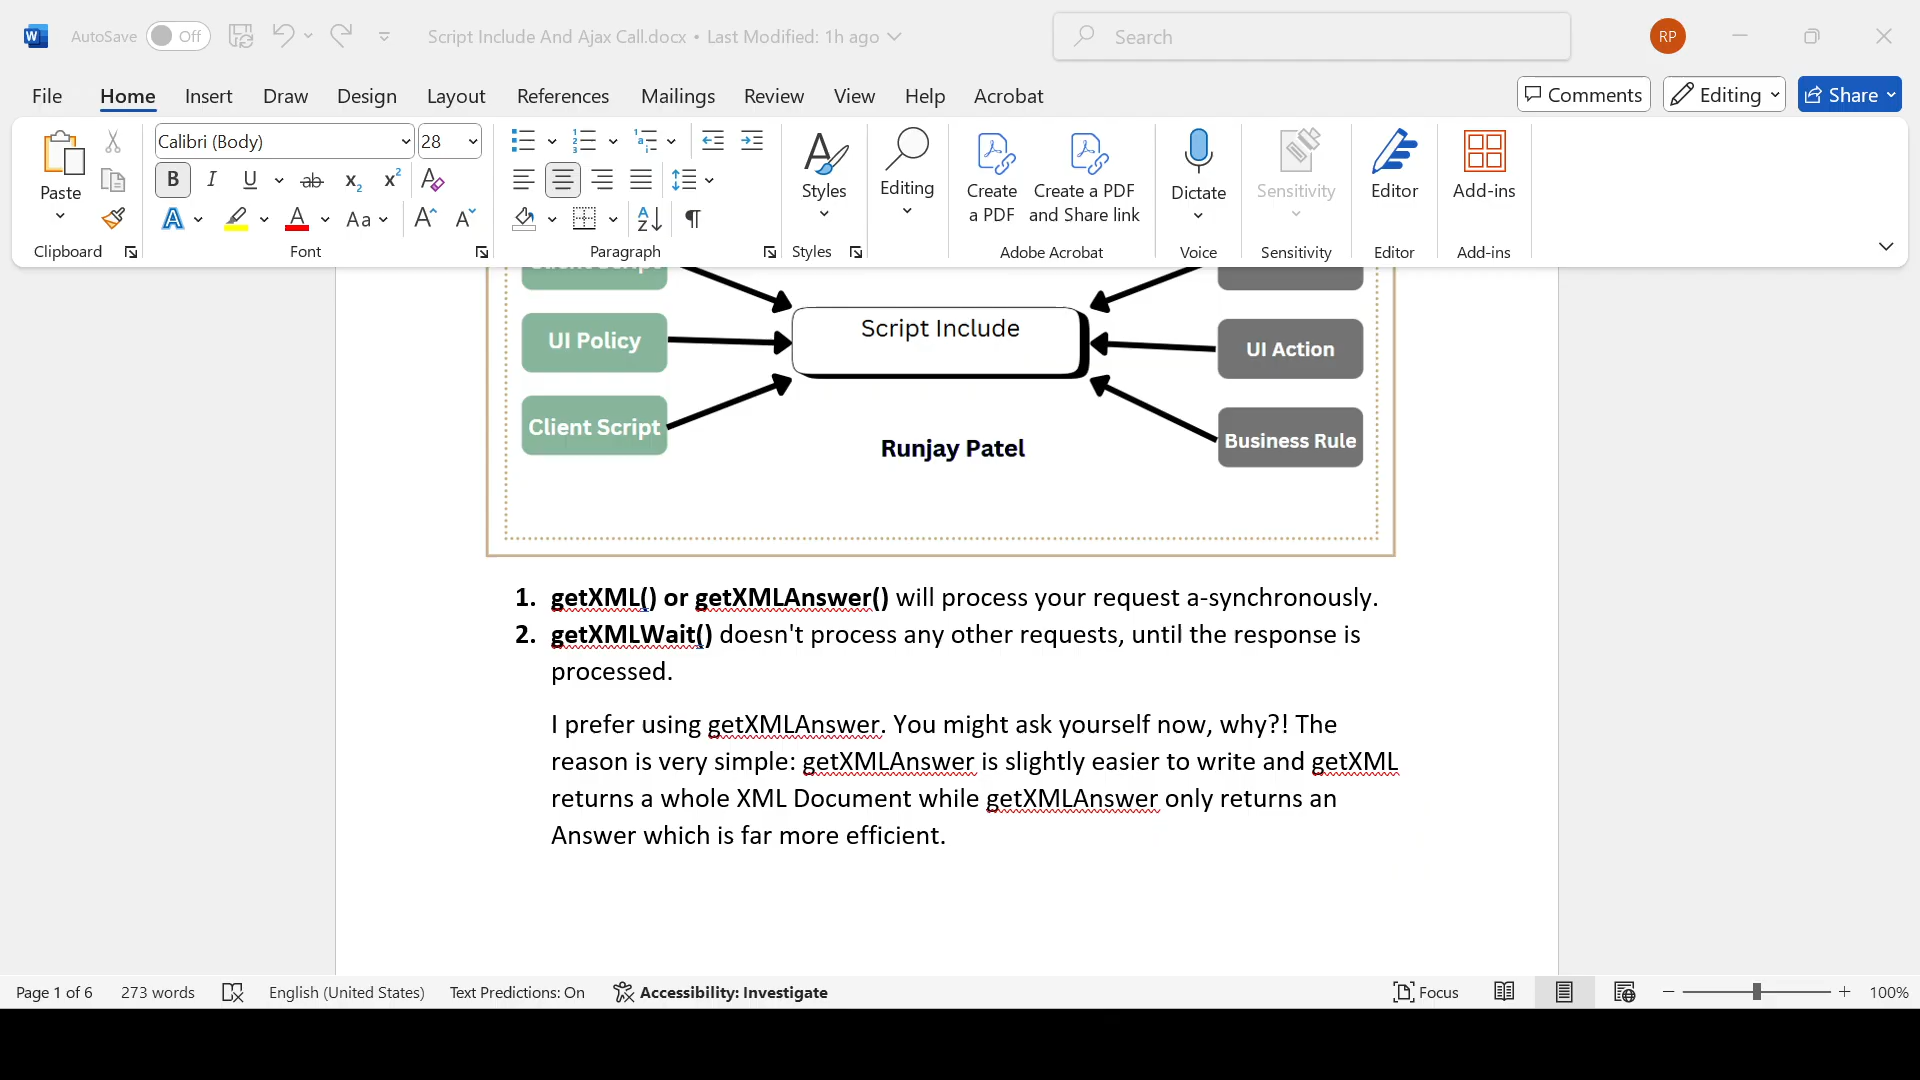 AutoSave Off Script Include And Ajax Call.docx • Last Modified: 1h ago Search RP
File Home Insert Draw Design Layout References Mailings Review View Help Acrobat Comments Editing Share
Calibri (Body) 28
Paste Styles Editing Create a PDF Create a PDF and Share link Dictate Sensitivity Editor Add-ins
Clipboard Font Paragraph Styles Adobe Acrobat Voice Sensitivity Editor Add-ins
Script Include
UI Policy
UI Action
Client Script
Business Rule
Runjay Patel
1. getXML() or getXMLAnswer() will process your request a-synchronously.
2. getXMLWait() doesn't process any other requests, until the response is
processed.
I prefer using getXMLAnswer. You might ask yourself now, why?! The
reason is very simple: getXMLAnswer is slightly easier to write and getXML
returns a whole XML Document while getXMLAnswer only returns an
Answer which is far more efficient.
Page 1 of 6 273 words English (United States) Text Predictions: On Accessibility: Investigate Focus 100%